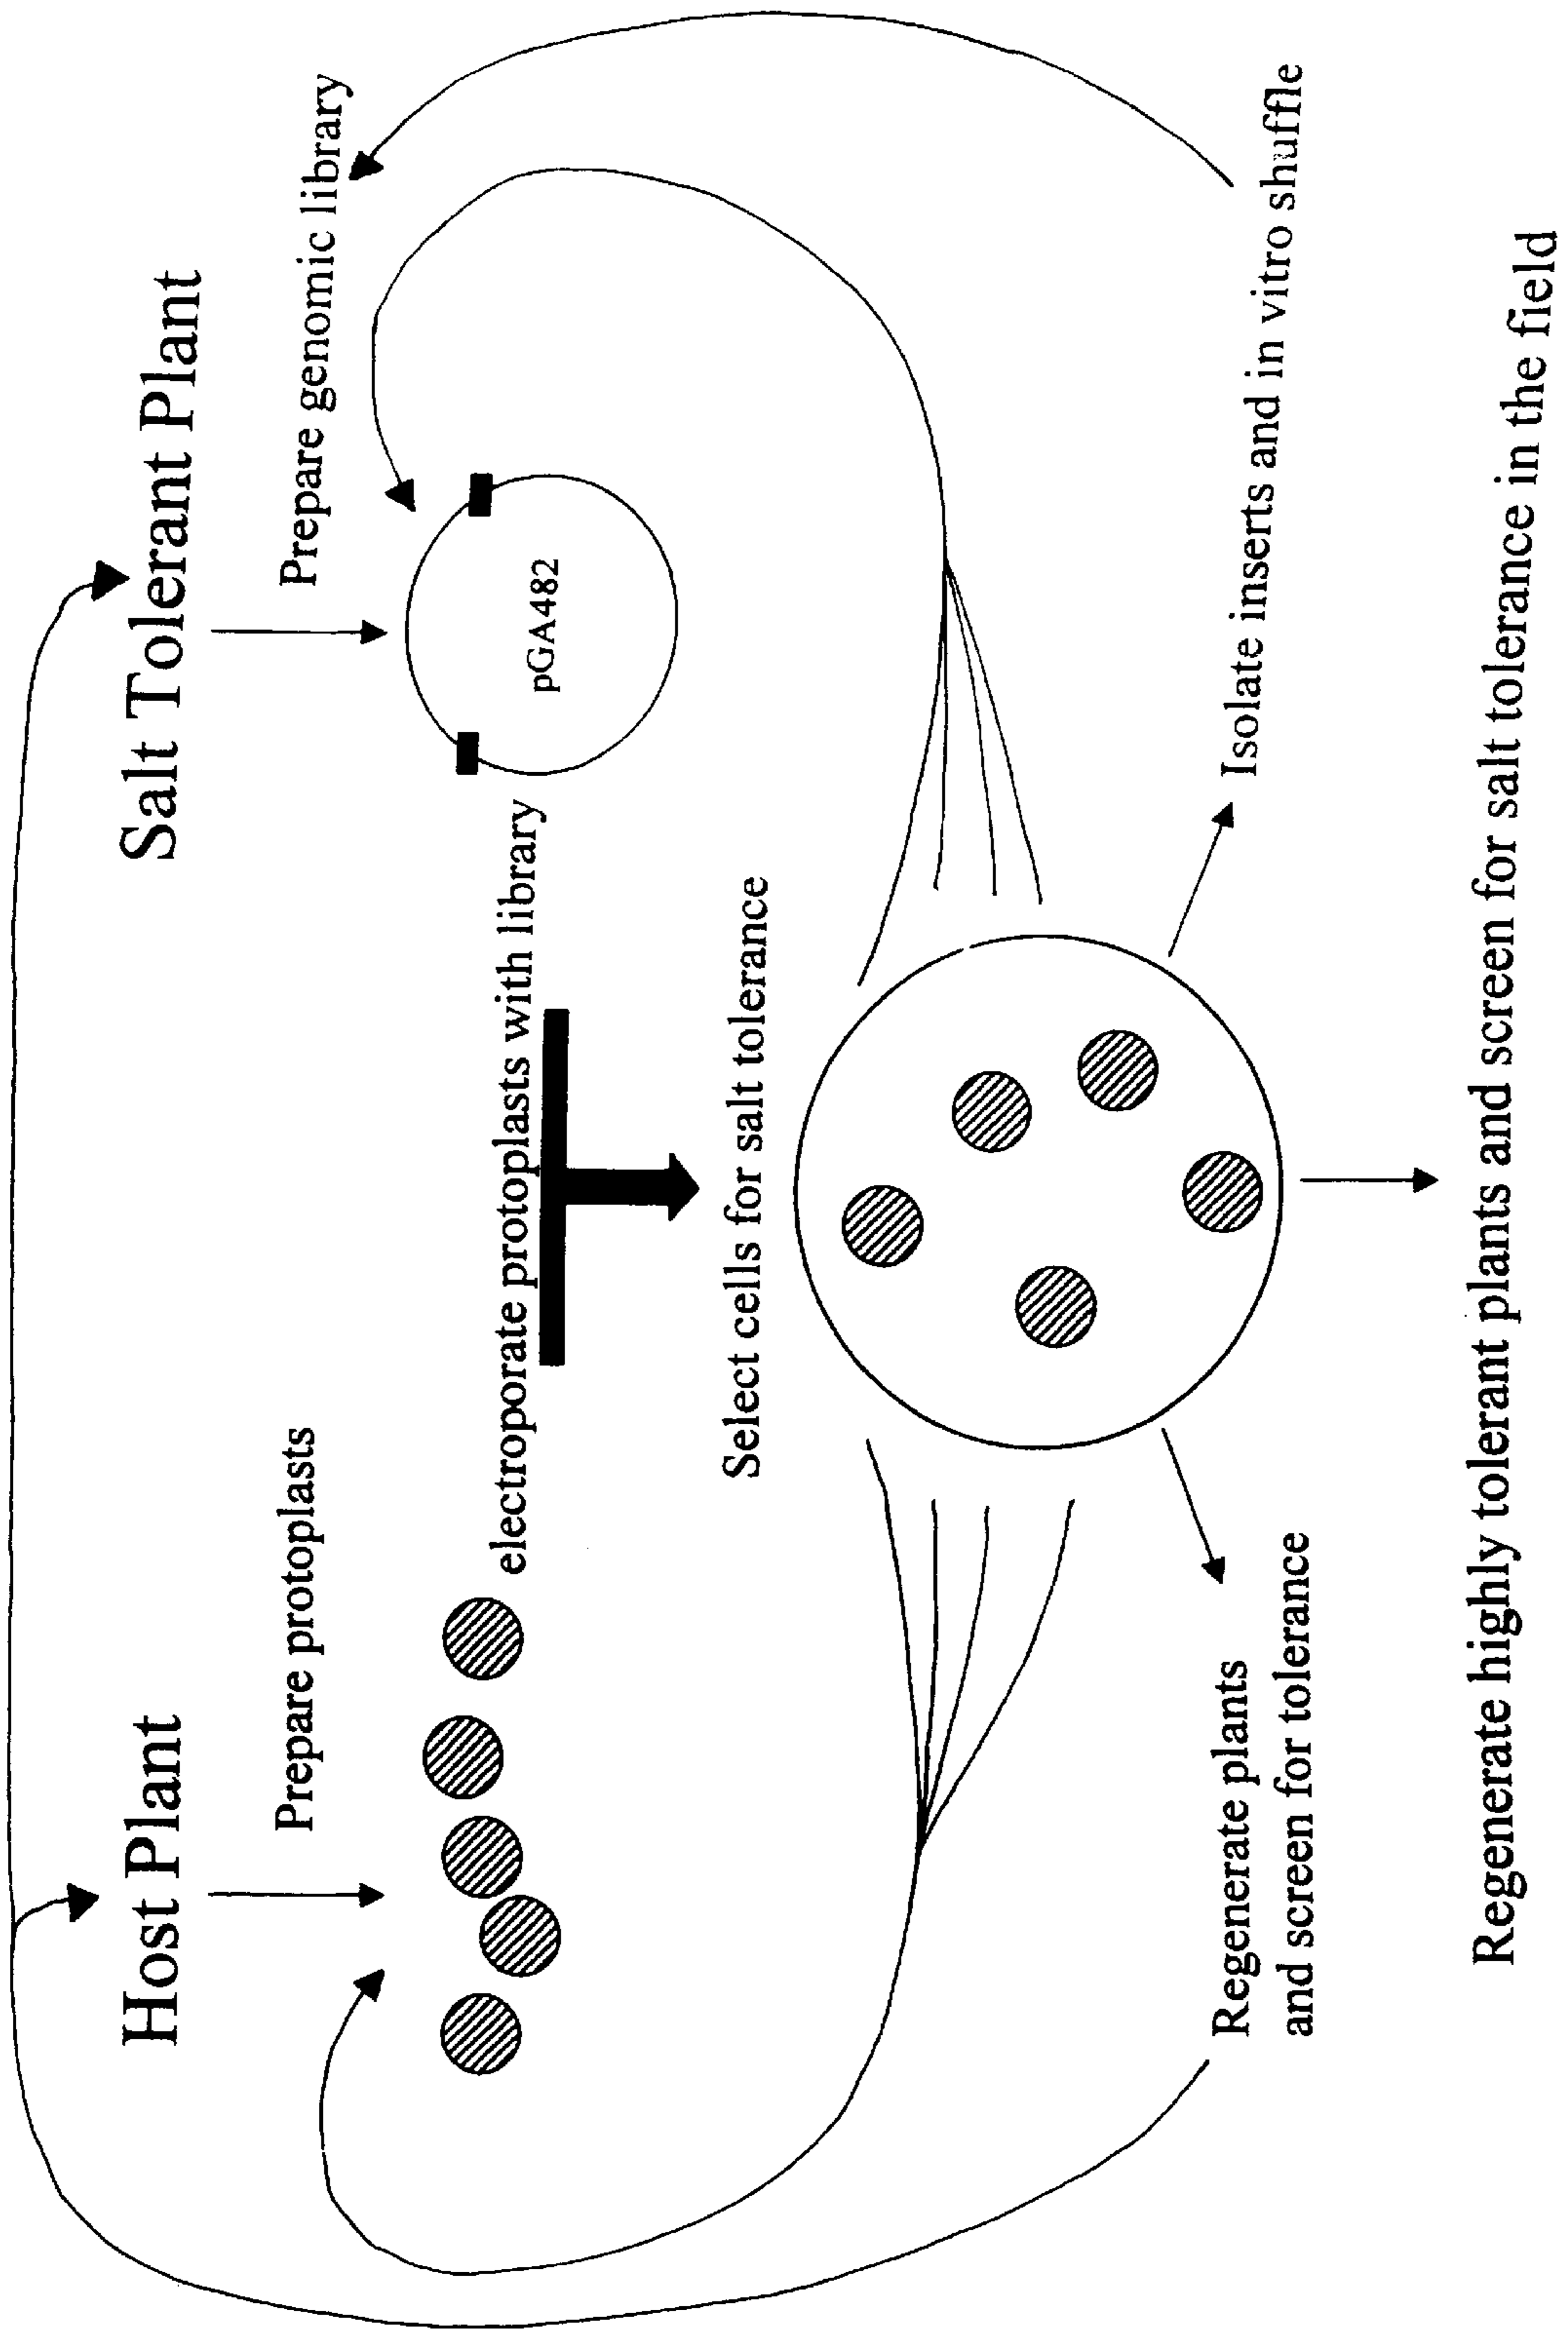 Host Plant
Salt Tolerant Plant
Prepare protoplasts
Prepare genomic library
electroporate protoplasts with library
pGA482
Select cells for salt tolerance
Regenerate plants
and screen for tolerance
Isolate inserts and in vitro shuffle
Regenerate highly tolerant plants and screen for salt tolerance in the field